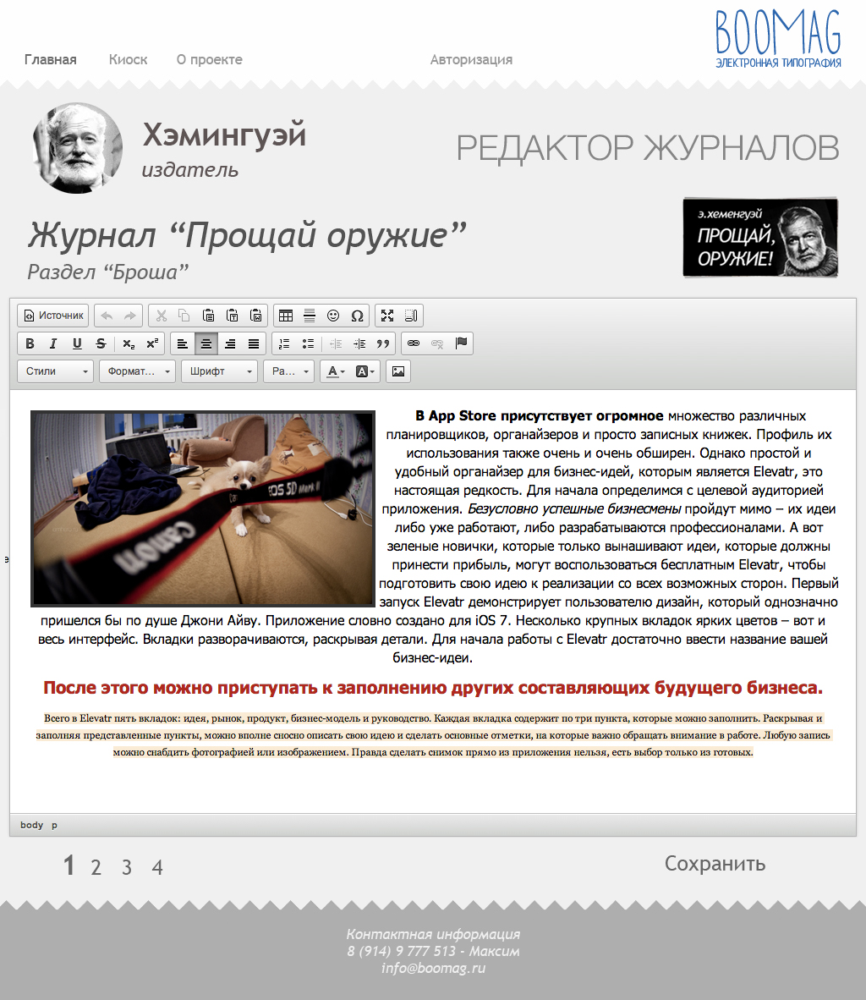 BOOMAG
ЭЛЕКТРОННАЯ ТИПОГРАФИЯ
Главная Киоск О проекте Авторизация
Хэмингуэй
издатель
РЕДАКТОР ЖУРНАЛОВ
Журнал “Прощай оружие”
Раздел “Броша”
э.хеменгуэй
ПРОЩАЙ,
ОРУЖИЕ!
Источник
B I U S x₂ x²
Стили Формат... Шрифт Ра... A A
EOS 5D Mark II
Canon
В App Store присутствует огромное множество различных
планировщиков, органайзеров и просто записных книжек. Профиль их
использования также очень и очень обширен. Однако простой и
удобный органайзер для бизнес-идей, которым является Elevatr, это
настоящая редкость. Для начала определимся с целевой аудиторией
приложения. Безусловно успешные бизнесмены пройдут мимо – их идеи
либо уже работают, либо разрабатываются профессионалами. А вот
зеленые новички, которые только вынашивают идеи, которые должны
принести прибыль, могут воспользоваться бесплатным Elevatr, чтобы
подготовить свою идею к реализации со всех возможных сторон. Первый
запуск Elevatr демонстрирует пользователю дизайн, который однозначно
пришелся бы по душе Джони Айву. Приложение словно создано для iOS 7. Несколько крупных вкладок ярких цветов – вот и
весь интерфейс. Вкладки разворачиваются, раскрывая детали. Для начала работы с Elevatr достаточно ввести название вашей
бизнес-идеи.
После этого можно приступать к заполнению других составляющих будущего бизнеса.
Всего в Elevatr пять вкладок: идея, рынок, продукт, бизнес-модель и руководство. Каждая вкладка содержит по три пункта, которые можно заполнить. Раскрывая и
заполняя представленные пункты, можно вполне сносно описать свою идею и сделать основные отметки, на которые важно обращать внимание в работе. Любую запись
можно снабдить фотографией или изображением. Правда сделать снимок прямо из приложения нельзя, есть выбор только из готовых.
body p
1 2 3 4
Сохранить
Контактная информация
8 (914) 9 777 513 - Максим
info@boomag.ru